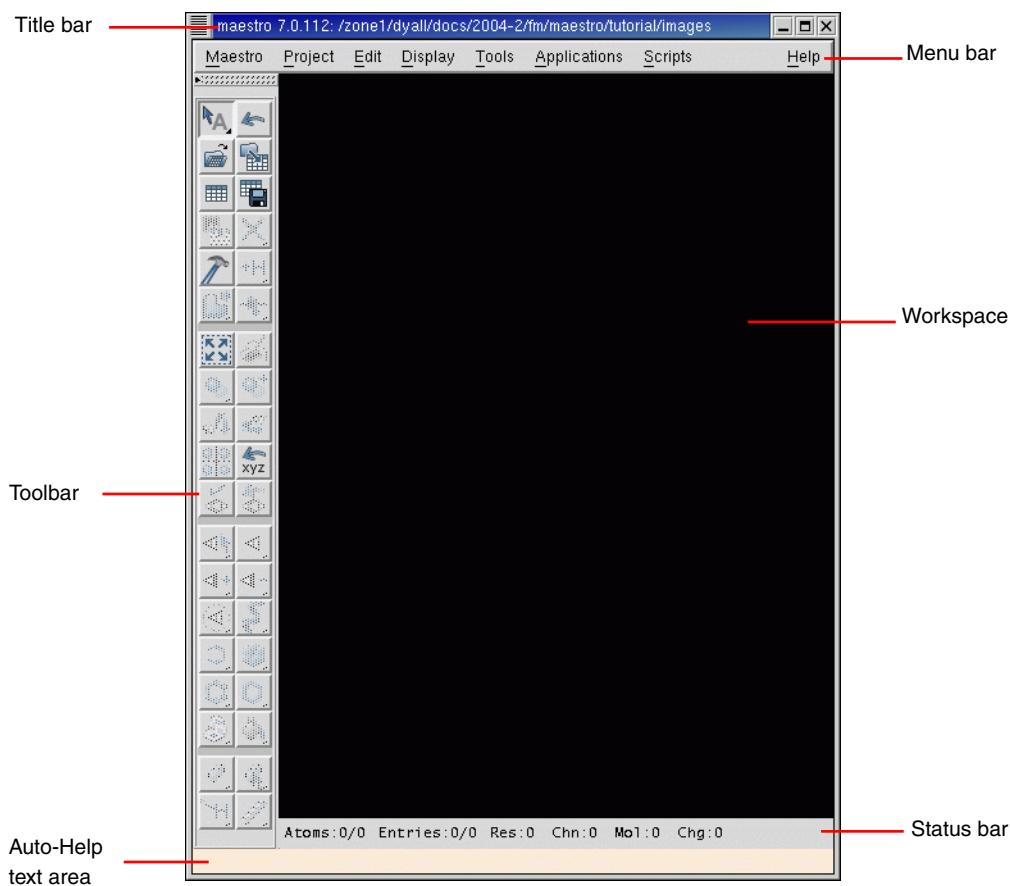 Title bar
maestro 7.0.112: /zone1/dyall/docs/2004-2/fm/maestro/tutorial/images
Maestro Project Edit Display Tools Applications Scripts Help
Menu bar
A
+H
Workspace
xyz
Toolbar
H
Atoms:0/0 Entries:0/0 Res:0 Chn:0 Mol:0 Chg:0
Status bar
Auto-Help
text area